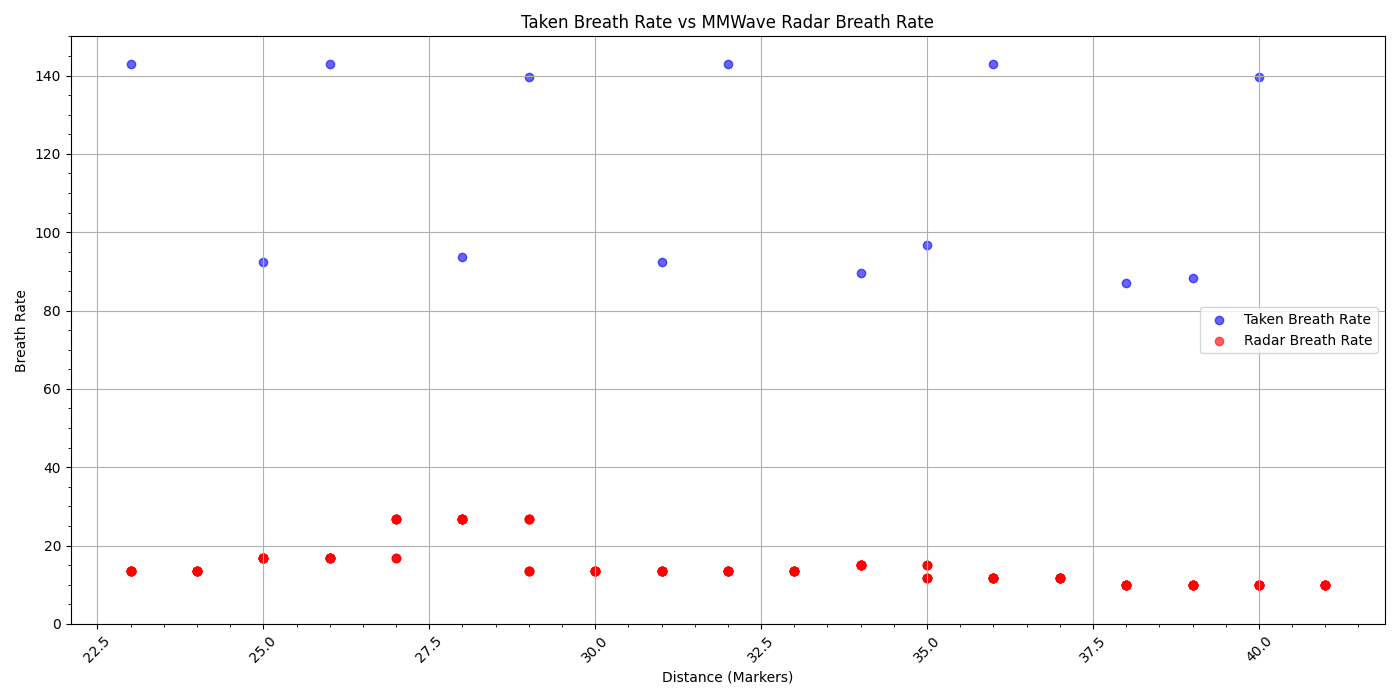 Taken Breath Rate vs MMWave Radar Breath Rate
140
120
100
80
60
40
20
0
Breath Rate
Taken Breath Rate
Radar Breath Rate
22.5 25.0 27.5 30.0 32.5 35.0 37.5 40.0
Distance (Markers)